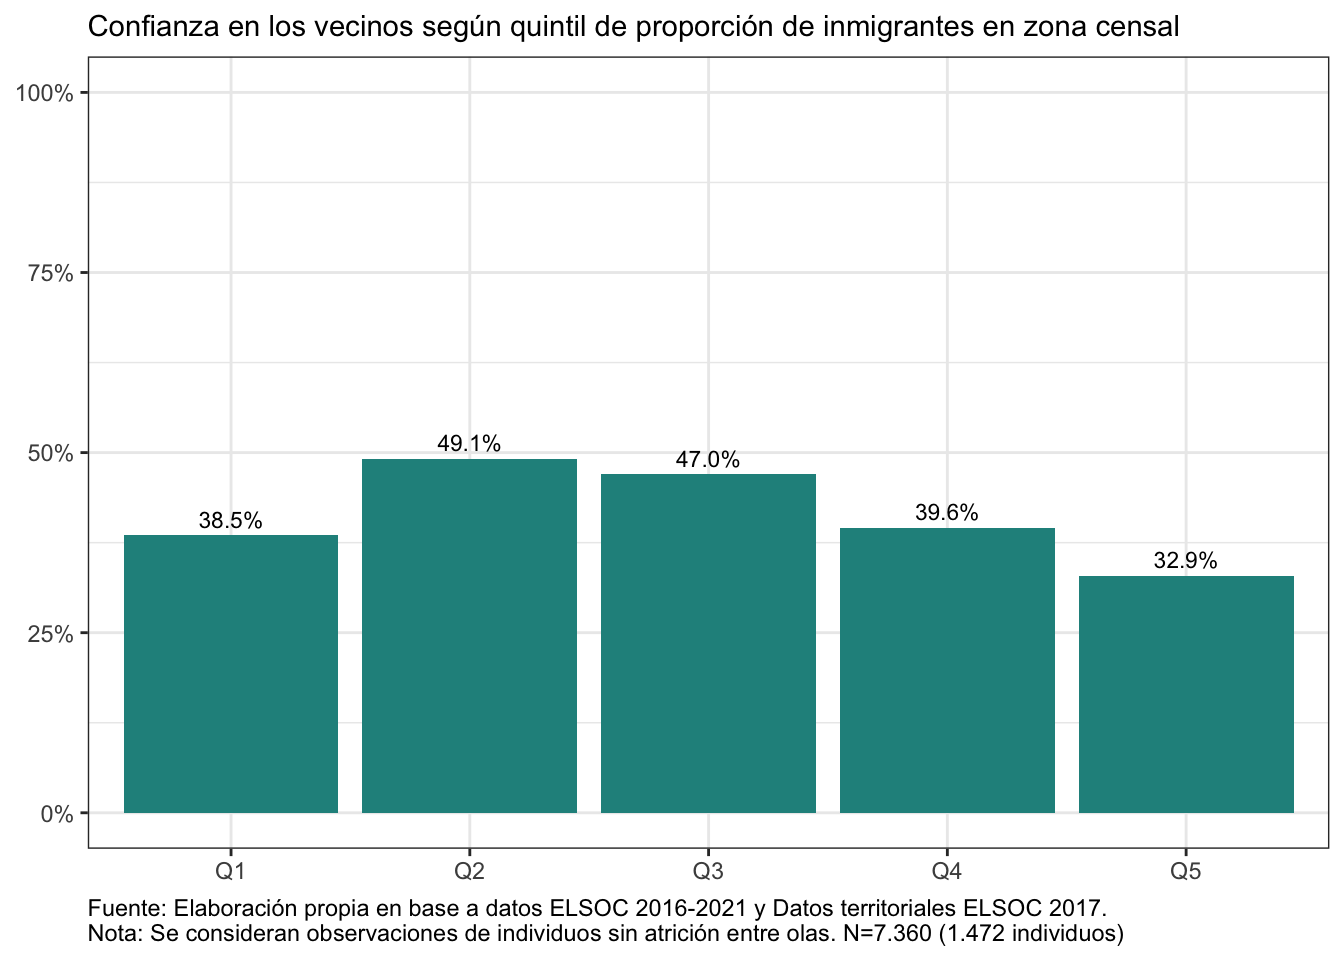 Confianza en los vecinos según quintil de proporción de inmigrantes en zona censal
100%
75%
50%
25%
0%
38.5%
49.1%
47.0%
39.6%
32.9%
Q1
Q2
Q3
Q4
Q5
Fuente: Elaboración propia en base a datos ELSOC 2016-2021 y Datos territoriales ELSOC 2017.
Nota: Se consideran observaciones de individuos sin atrición entre olas. N=7.360 (1.472 individuos)